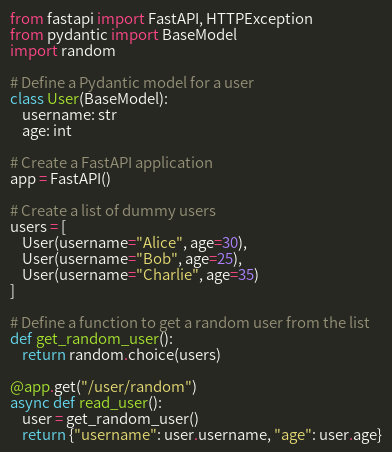 from fastapi import FastAPI, HTTPException
from pydantic import BaseModel
import random

# Define a Pydantic model for a user
class User(BaseModel):
    username: str
    age: int

# Create a FastAPI application
app = FastAPI()

# Create a list of dummy users
users = [
    User(username="Alice", age=30),
    User(username="Bob", age=25),
    User(username="Charlie", age=35)
]

# Define a function to get a random user from the list
def get_random_user():
    return random.choice(users)

@app.get("/user/random")
async def read_user():
    user = get_random_user()
    return {"username": user.username, "age": user.age}